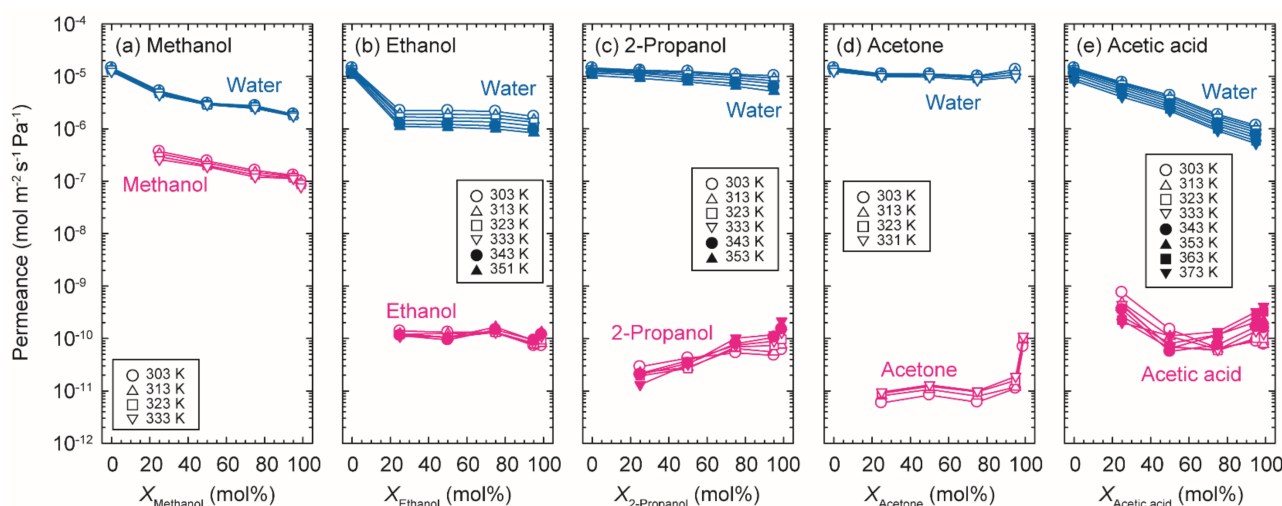 Permeance (mol m⁻² s⁻¹ Pa⁻¹)
10⁻⁴
10⁻⁵
10⁻⁶
10⁻⁷
10⁻⁸
10⁻⁹
10⁻¹⁰
10⁻¹¹
10⁻¹²
(a) Methanol
Water
Methanol
303 K
313 K
323 K
333 K
0 20 40 60 80 100
X_Methanol (mol%)
(b) Ethanol
Water
303 K
313 K
323 K
333 K
343 K
351 K
Ethanol
0 20 40 60 80 100
X_Ethanol (mol%)
(c) 2-Propanol
Water
303 K
313 K
323 K
333 K
343 K
353 K
2-Propanol
0 20 40 60 80 100
X_2-Propanol (mol%)
(d) Acetone
Water
303 K
313 K
323 K
331 K
Acetone
0 20 40 60 80 100
X_Acetone (mol%)
(e) Acetic acid
Water
303 K
313 K
323 K
333 K
343 K
353 K
363 K
373 K
Acetic acid
0 20 40 60 80 100
X_Acetic acid (mol%)